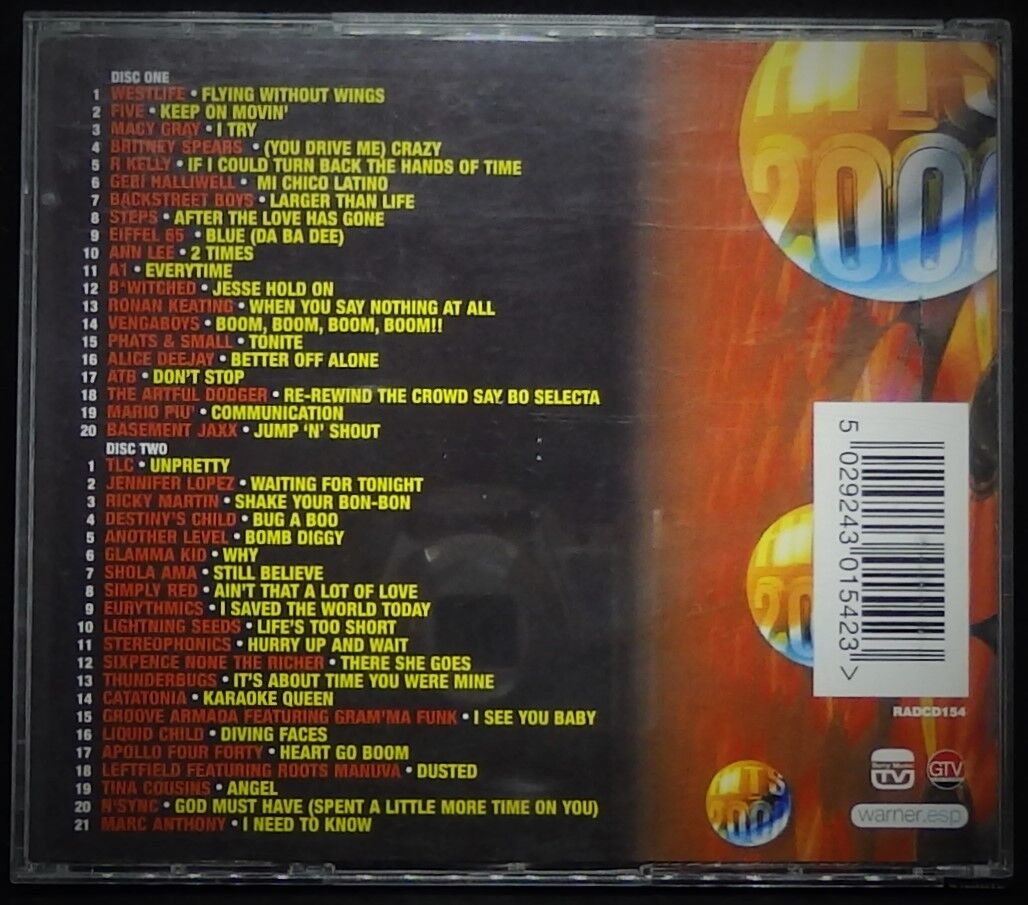 DISC ONE
1 WESTLIFE • FLYING WITHOUT WINGS
2 FIVE • KEEP ON MOVIN'
3 MACY GRAY • I TRY
4 BRITNEY SPEARS • (YOU DRIVE ME) CRAZY
5 R KELLY • IF I COULD TURN BACK THE HANDS OF TIME
6 GERI HALLIWELL • MI CHICO LATINO
7 BACKSTREET BOYS • LARGER THAN LIFE
8 STEPS • AFTER THE LOVE HAS GONE
9 EIFFEL 65 • BLUE (DA BA DEE)
10 ANN LEE • 2 TIMES
11 A1 • EVERYTIME
12 B*WITCHED • JESSE HOLD ON
13 RONAN KEATING • WHEN YOU SAY NOTHING AT ALL
14 VENGABOYS • BOOM, BOOM, BOOM, BOOM!!
15 PHATS & SMALL • TONITE
16 ALICE DEEJAY • BETTER OFF ALONE
17 ATB • DON'T STOP
18 THE ARTFUL DODGER • RE-REWIND THE CROWD SAY BO SELECTA
19 MARIO PIU' • COMMUNICATION
20 BASEMENT JAXX • JUMP 'N' SHOUT
DISC TWO
1 TLC • UNPRETTY
2 JENNIFER LOPEZ • WAITING FOR TONIGHT
3 RICKY MARTIN • SHAKE YOUR BON-BON
4 DESTINY'S CHILD • BUG A BOO
5 ANOTHER LEVEL • BOMB DIGGY
6 GLAMMA KID • WHY
7 SHOLA AMA • STILL BELIEVE
8 SIMPLY RED • AIN'T THAT A LOT OF LOVE
9 EURYTHMICS • I SAVED THE WORLD TODAY
10 LIGHTNING SEEDS • LIFE'S TOO SHORT
11 STEREOPHONICS • HURRY UP AND WAIT
12 SIXPENCE NONE THE RICHER • THERE SHE GOES
13 THUNDERBUGS • IT'S ABOUT TIME YOU WERE MINE
14 CATATONIA • KARAOKE QUEEN
15 GROOVE ARMADA FEATURING GRAM'MA FUNK • I SEE YOU BABY
16 LIQUID CHILD • DIVING FACES
17 APOLLO FOUR FORTY • HEART GO BOOM
18 LEFTFIELD FEATURING ROOTS MANUVA • DUSTED
19 TINA COUSINS • ANGEL
20 N'SYNC • GOD MUST HAVE (SPENT A LITTLE MORE TIME ON YOU)
21 MARC ANTHONY • I NEED TO KNOW
HITS
2000
20
HITS
2000
5 029243 015423 >
RADCD154
Sony Music
TV
GTV
warner.esp